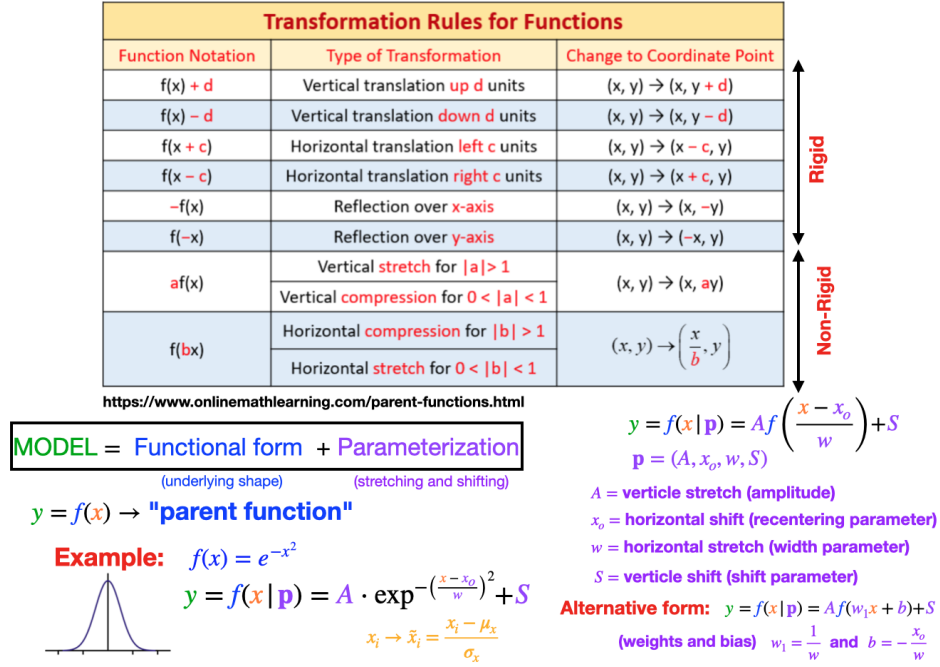 Transformation Rules for Functions
Function Notation Type of Transformation Change to Coordinate Point
f(x) + d Vertical translation up d units (x, y) → (x, y + d)
f(x) − d Vertical translation down d units (x, y) → (x, y − d)
f(x + c) Horizontal translation left c units (x, y) → (x − c, y)
f(x − c) Horizontal translation right c units (x, y) → (x + c, y)
−f(x) Reflection over x-axis (x, y) → (x, −y)
f(−x) Reflection over y-axis (x, y) → (−x, y)
Rigid
af(x) Vertical stretch for |a|> 1 (x, y) → (x, ay)
Vertical compression for 0 < |a| < 1
f(bx) Horizontal compression for |b| > 1 (x, y) → (x/b, y)
Horizontal stretch for 0 < |b| < 1
Non-Rigid
https://www.onlinemathlearning.com/parent-functions.html
MODEL = Functional form + Parameterization
(underlying shape) (stretching and shifting)
y = f(x) → "parent function"
Example: f(x) = e^{−x^2}
y = f(x | p) = A · exp^{−((x − x_o)/w)^2} + S
x_i → x̃_i = (x_i − μ_x)/σ_x
y = f(x | p) = Af((x − x_o)/w) + S
p = (A, x_o, w, S)
A = verticle stretch (amplitude)
x_o = horizontal shift (recentering parameter)
w = horizontal stretch (width parameter)
S = verticle shift (shift parameter)
Alternative form: y = f(x | p) = Af(w_1x + b)+S
(weights and bias) w_1 = 1/w and b = − x_o/w